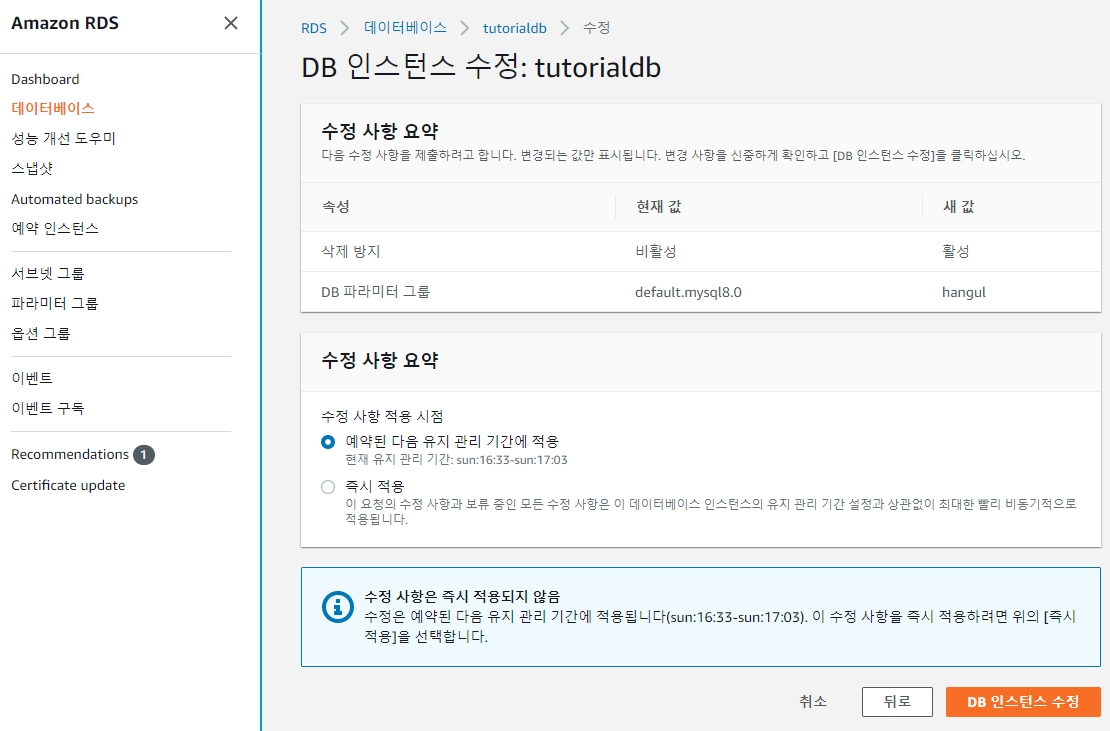 Amazon RDS
Dashboard
데이터베이스
성능 개선 도우미
스냅샷
Automated backups
예약 인스턴스
서브넷 그룹
파라미터 그룹
옵션 그룹
이벤트
이벤트 구독
Recommendations 1
Certificate update
RDS > 데이터베이스 > tutorialdb > 수정
DB 인스턴스 수정: tutorialdb
수정 사항 요약
다음 수정 사항을 제출하려고 합니다. 변경되는 값만 표시됩니다. 변경 사항을 신중하게 확인하고 [DB 인스턴스 수정]을 클릭하십시오.
속성 현재 값 새 값
삭제 방지 비활성 활성
DB 파라미터 그룹 default.mysql8.0 hangul
수정 사항 요약
수정 사항 적용 시점
예약된 다음 유지 관리 기간에 적용
현재 유지 관리 기간: sun:16:33-sun:17:03
즉시 적용
이 요청의 수정 사항과 보류 중인 모든 수정 사항은 이 데이터베이스 인스턴스의 유지 관리 기간 설정과 상관없이 최대한 빨리 비동기적으로
적용됩니다.
수정 사항은 즉시 적용되지 않음
수정은 예약된 다음 유지 관리 기간에 적용됩니다(sun:16:33-sun:17:03). 이 수정 사항을 즉시 적용하려면 위의 [즉시
적용]을 선택합니다.
취소 뒤로 DB 인스턴스 수정